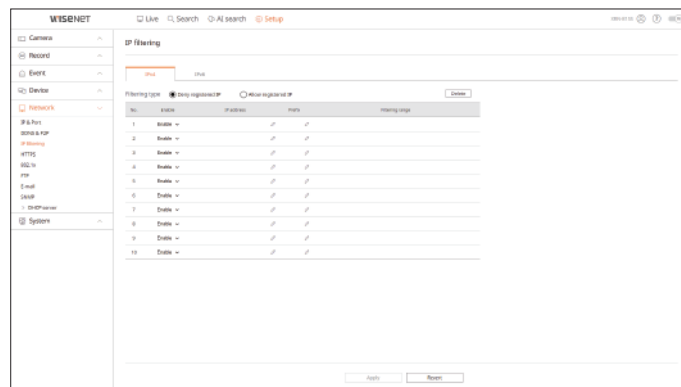 WISENET
Live Search AI search Setup
Camera
Record
Event
Device
Network
IP & Port
DDNS & P2P
IP filtering
HTTPS
802.1x
FTP
E-mail
SNMP
DHCP server
System
IP filtering
IPv4 IPv6
Filtering type Deny registered IP Allow registered IP Delete
No. Enable IP address Prefix Filtering range
1 Enable
2 Enable
3 Enable
4 Enable
5 Enable
6 Enable
7 Enable
8 Enable
9 Enable
10 Enable
Apply Revert